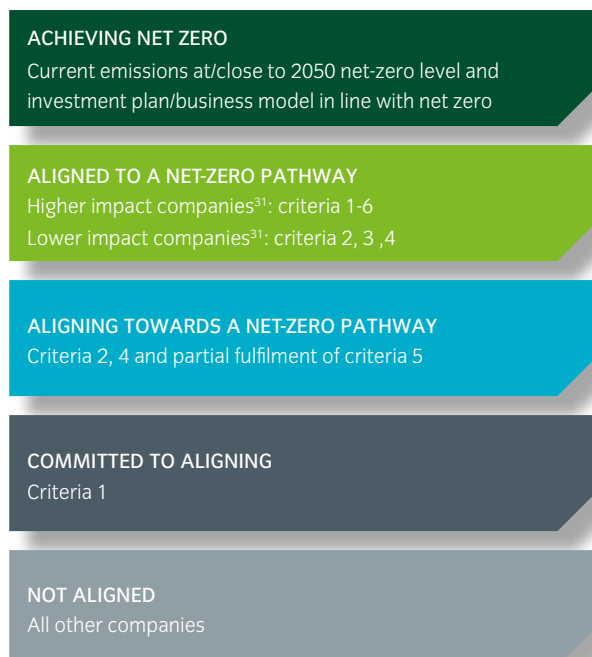 ACHIEVING NET ZERO
Current emissions at/close to 2050 net-zero level and
investment plan/business model in line with net zero
ALIGNED TO A NET-ZERO PATHWAY
Higher impact companies³¹: criteria 1-6
Lower impact companies³¹: criteria 2, 3 ,4
ALIGNING TOWARDS A NET-ZERO PATHWAY
Criteria 2, 4 and partial fulfilment of criteria 5
COMMITTED TO ALIGNING
Criteria 1
NOT ALIGNED
All other companies